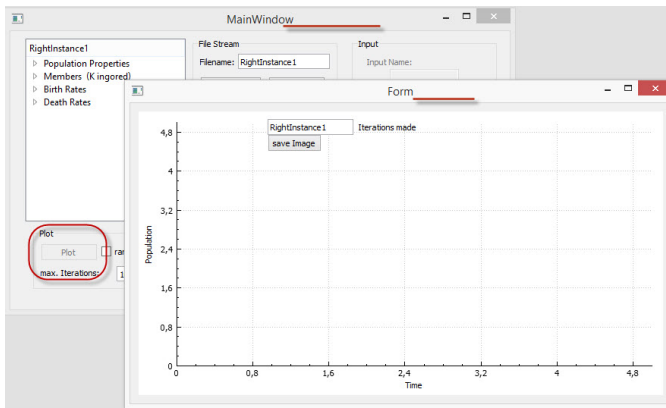 MainWindow
RightInstance1
Population Properties
Members (K ingored)
Birth Rates
Death Rates
File Stream
Filename: RightInstance1
Input
Input Name:
Plot
Plot
max. Iterations: 1
Form
RightInstance1 Iterations made
save Image
4,8
4
3,2
2,4
1,6
0,8
0
Population
0 0,8 1,6 2,4 3,2 4 4,8
Time